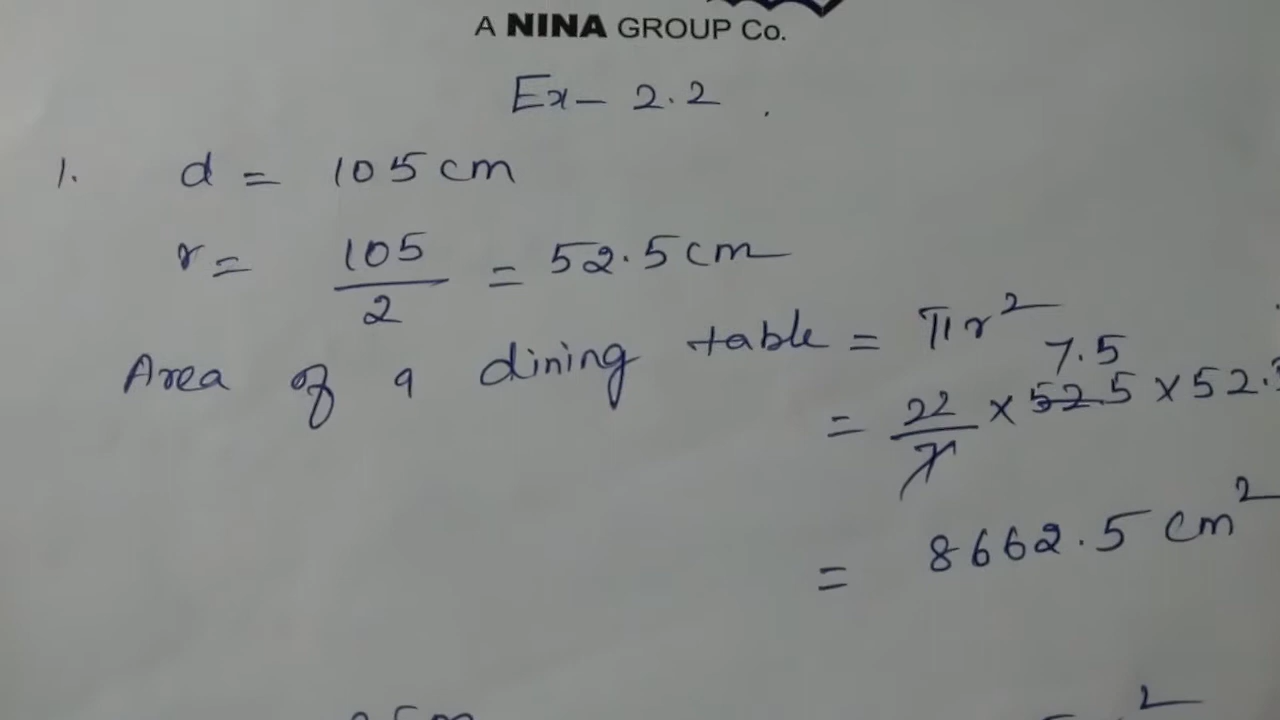 A NINA GROUP Co.
Ex - 2.2 .
1. d = 105 cm
r = 105/2 = 52.5 cm
Area of a dining table = πr²
7.5
= 22/7 × 52.5 × 52.
= 8662.5 cm²
2